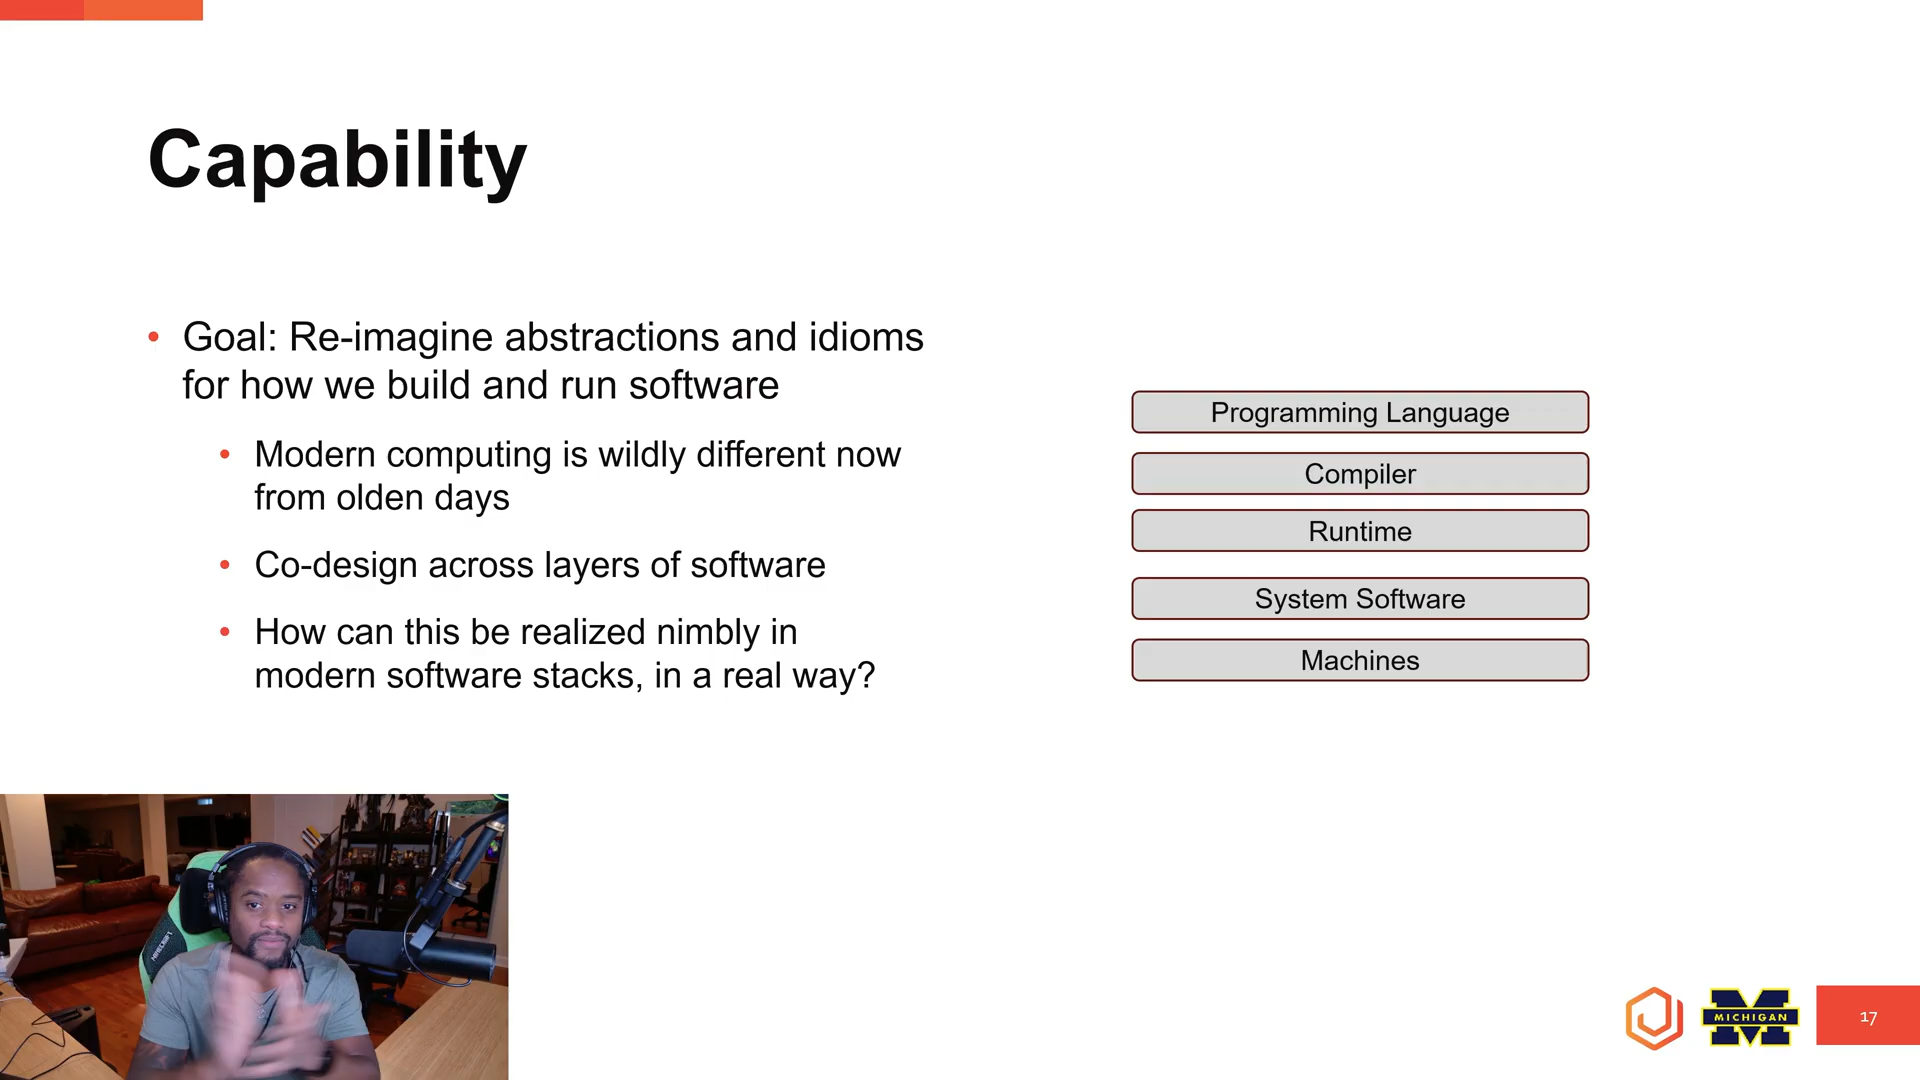 Capability
• Goal: Re-imagine abstractions and idioms
for how we build and run software
• Modern computing is wildly different now
from olden days
• Co-design across layers of software
• How can this be realized nimbly in
modern software stacks, in a real way?
Programming Language
Compiler
Runtime
System Software
Machines
MINECRAFT
MICHIGAN
17